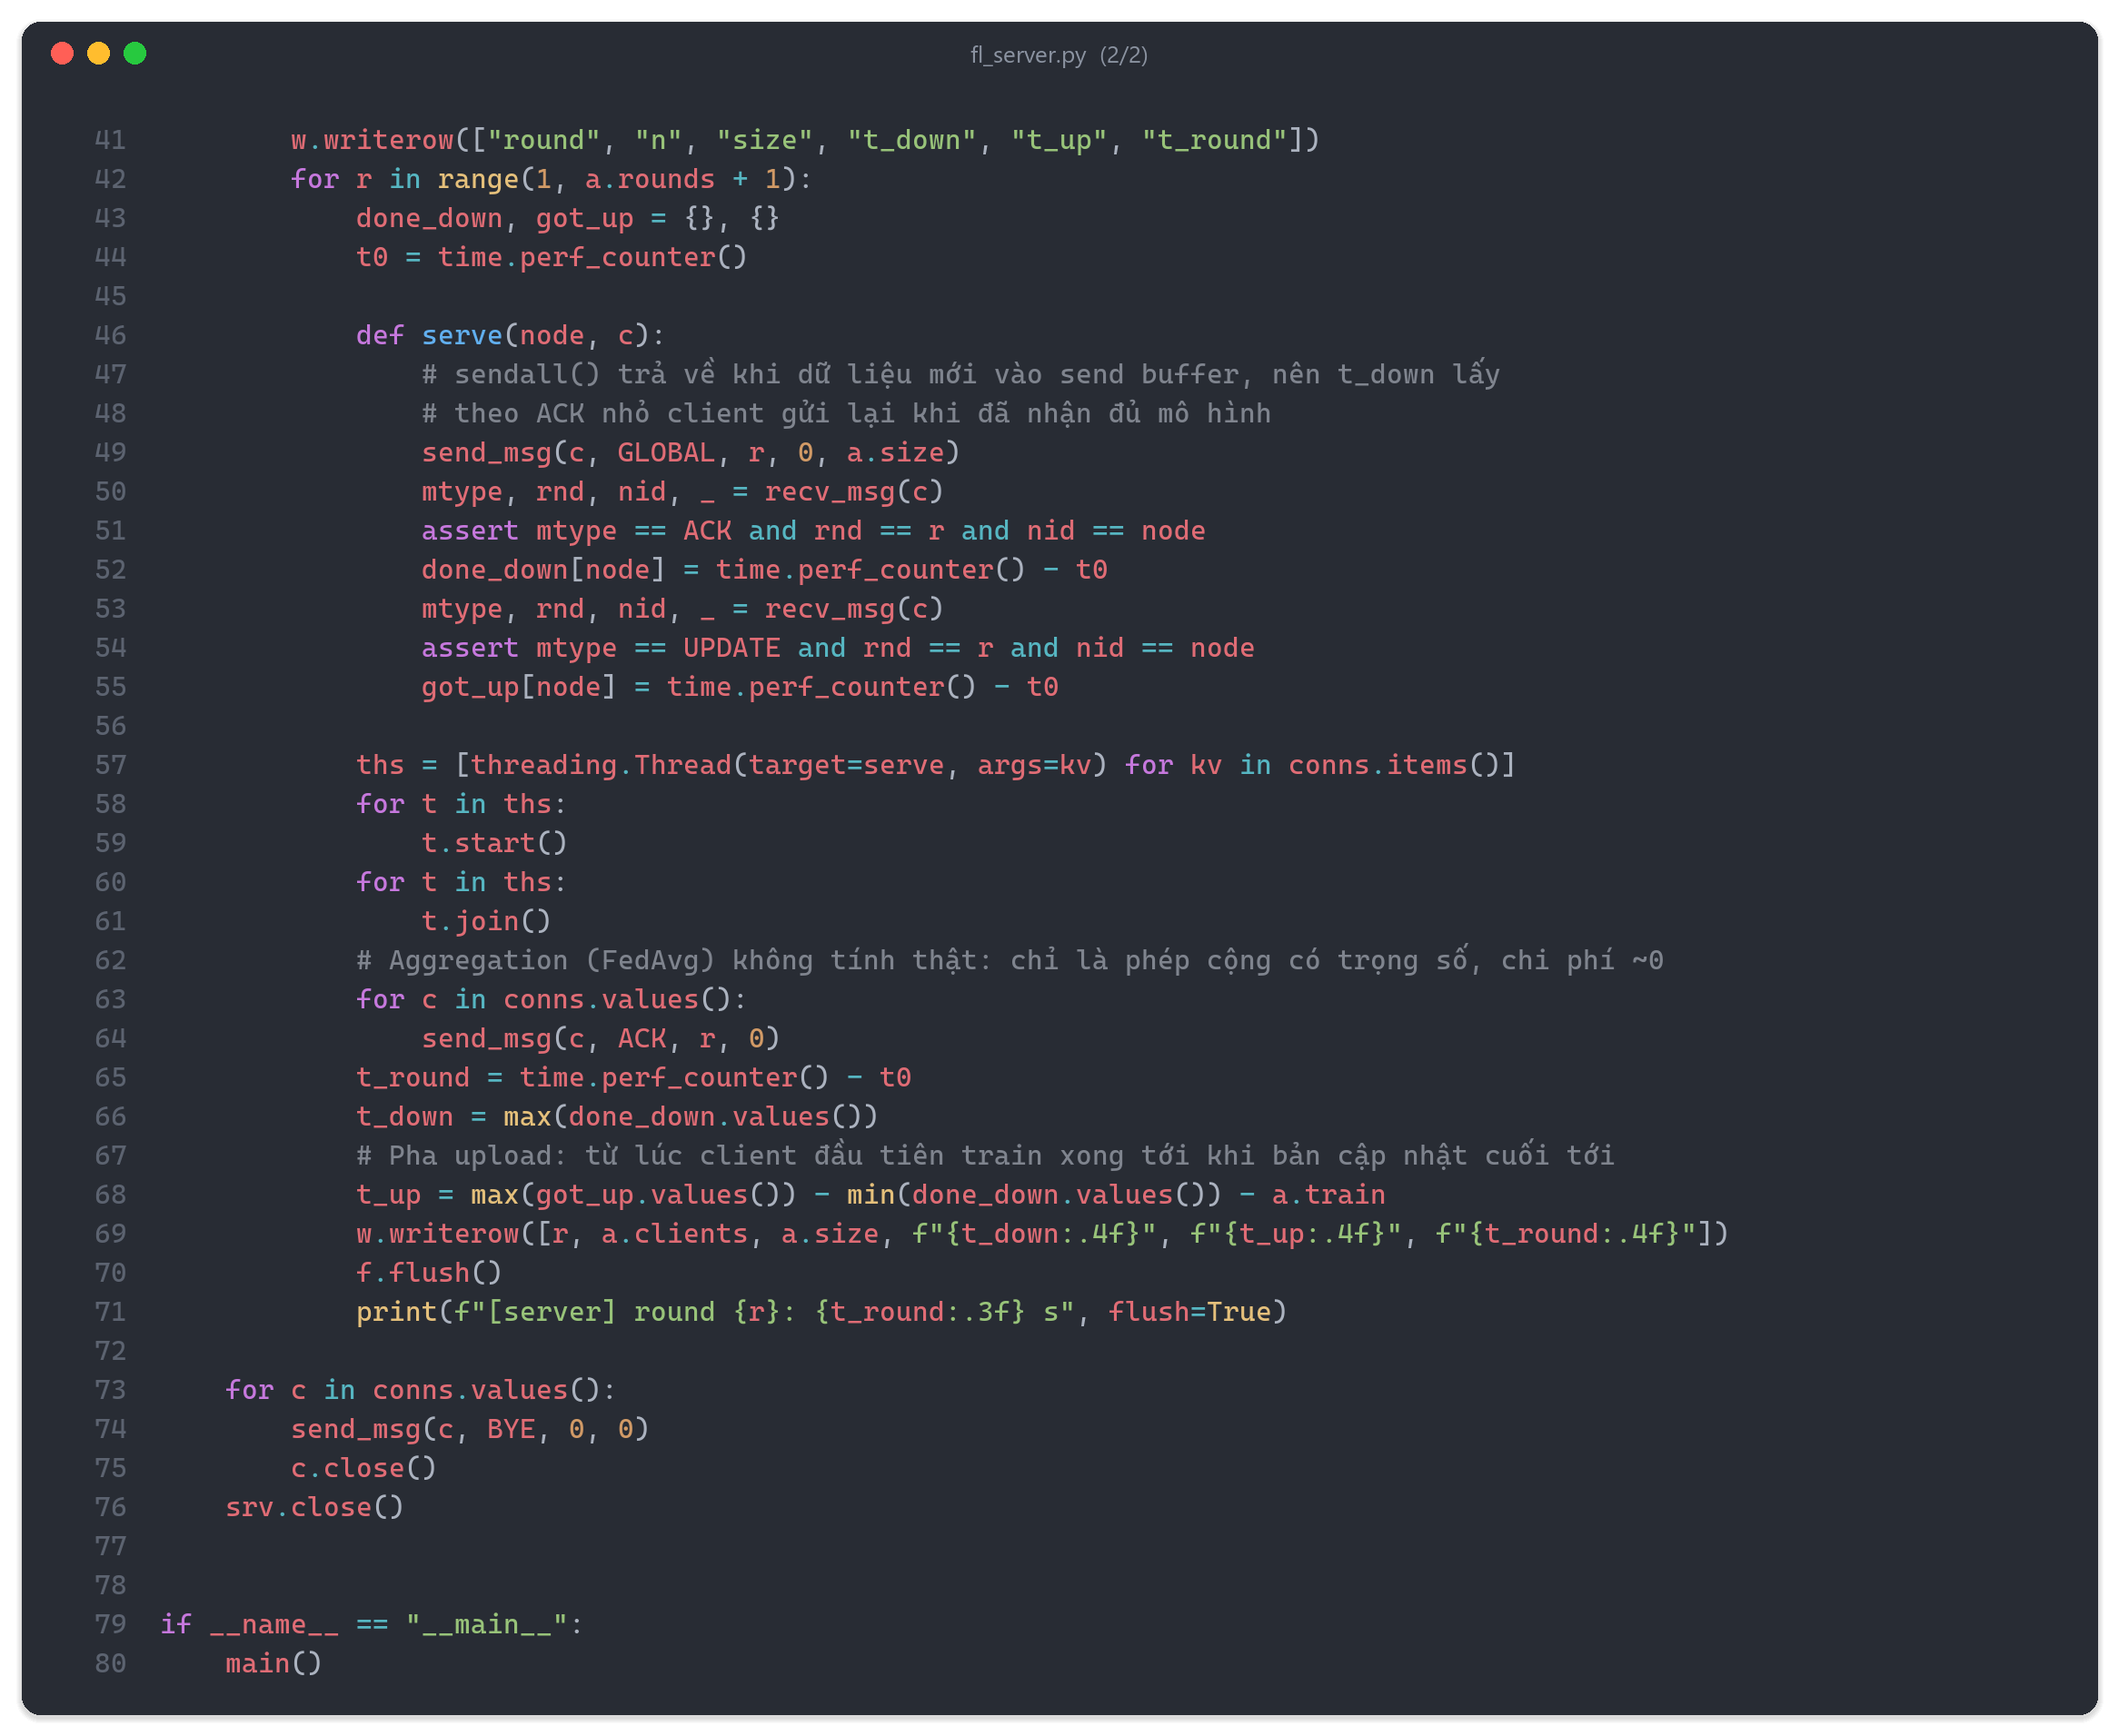 fl_server.py (2/2)
41 w.writerow(["round", "n", "size", "t_down", "t_up", "t_round"])
42 for r in range(1, a.rounds + 1):
43 done_down, got_up = {}, {}
44 t0 = time.perf_counter()
45
46 def serve(node, c):
47 # sendall() trả về khi dữ liệu mới vào send buffer, nên t_down lấy
48 # theo ACK nhỏ client gửi lại khi đã nhận đủ mô hình
49 send_msg(c, GLOBAL, r, 0, a.size)
50 mtype, rnd, nid, _ = recv_msg(c)
51 assert mtype == ACK and rnd == r and nid == node
52 done_down[node] = time.perf_counter() - t0
53 mtype, rnd, nid, _ = recv_msg(c)
54 assert mtype == UPDATE and rnd == r and nid == node
55 got_up[node] = time.perf_counter() - t0
56
57 ths = [threading.Thread(target=serve, args=kv) for kv in conns.items()]
58 for t in ths:
59 t.start()
60 for t in ths:
61 t.join()
62 # Aggregation (FedAvg) không tính thật: chỉ là phép cộng có trọng số, chi phí ~0
63 for c in conns.values():
64 send_msg(c, ACK, r, 0)
65 t_round = time.perf_counter() - t0
66 t_down = max(done_down.values())
67 # Pha upload: từ lúc client đầu tiên train xong tới khi bản cập nhật cuối tới
68 t_up = max(got_up.values()) - min(done_down.values()) - a.train
69 w.writerow([r, a.clients, a.size, f"{t_down:.4f}", f"{t_up:.4f}", f"{t_round:.4f}"])
70 f.flush()
71 print(f"[server] round {r}: {t_round:.3f} s", flush=True)
72
73 for c in conns.values():
74 send_msg(c, BYE, 0, 0)
75 c.close()
76 srv.close()
77
78
79 if __name__ == "__main__":
80 main()